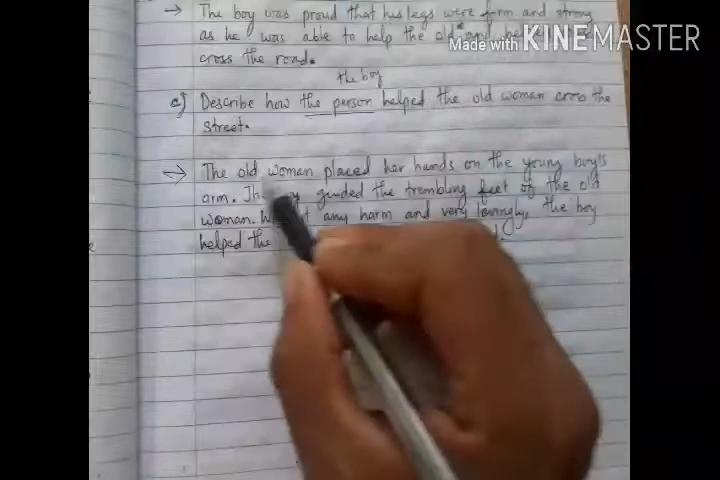 → The boy was proud that his legs were firm and strong
as he was able to help the old
cross the road.
Made with KINEMASTER
the boy
c) Describe how the person helped the old woman cross the
street.
→ The old woman placed her hands on the young boy's
arm. guided the trembling feet of the old
woman. any harm and very lovingly, the boy
helped the